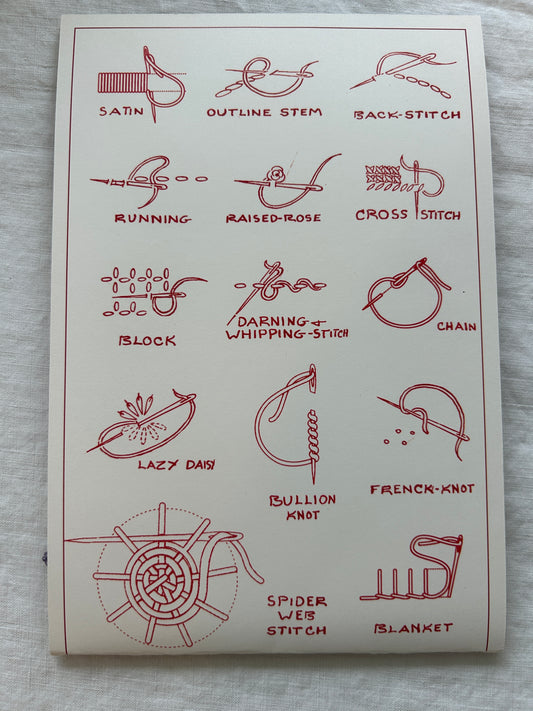 SATIN
OUTLINE STEM
BACK-STITCH
RUNNING
RAISED-ROSE
CROSS STITCH
BLOCK
DARNING +
WHIPPING-STITCH
CHAIN
LAZY DAISY
BULLION
KNOT
FRENCK-KNOT
SPIDER
WEB
STITCH
BLANKET